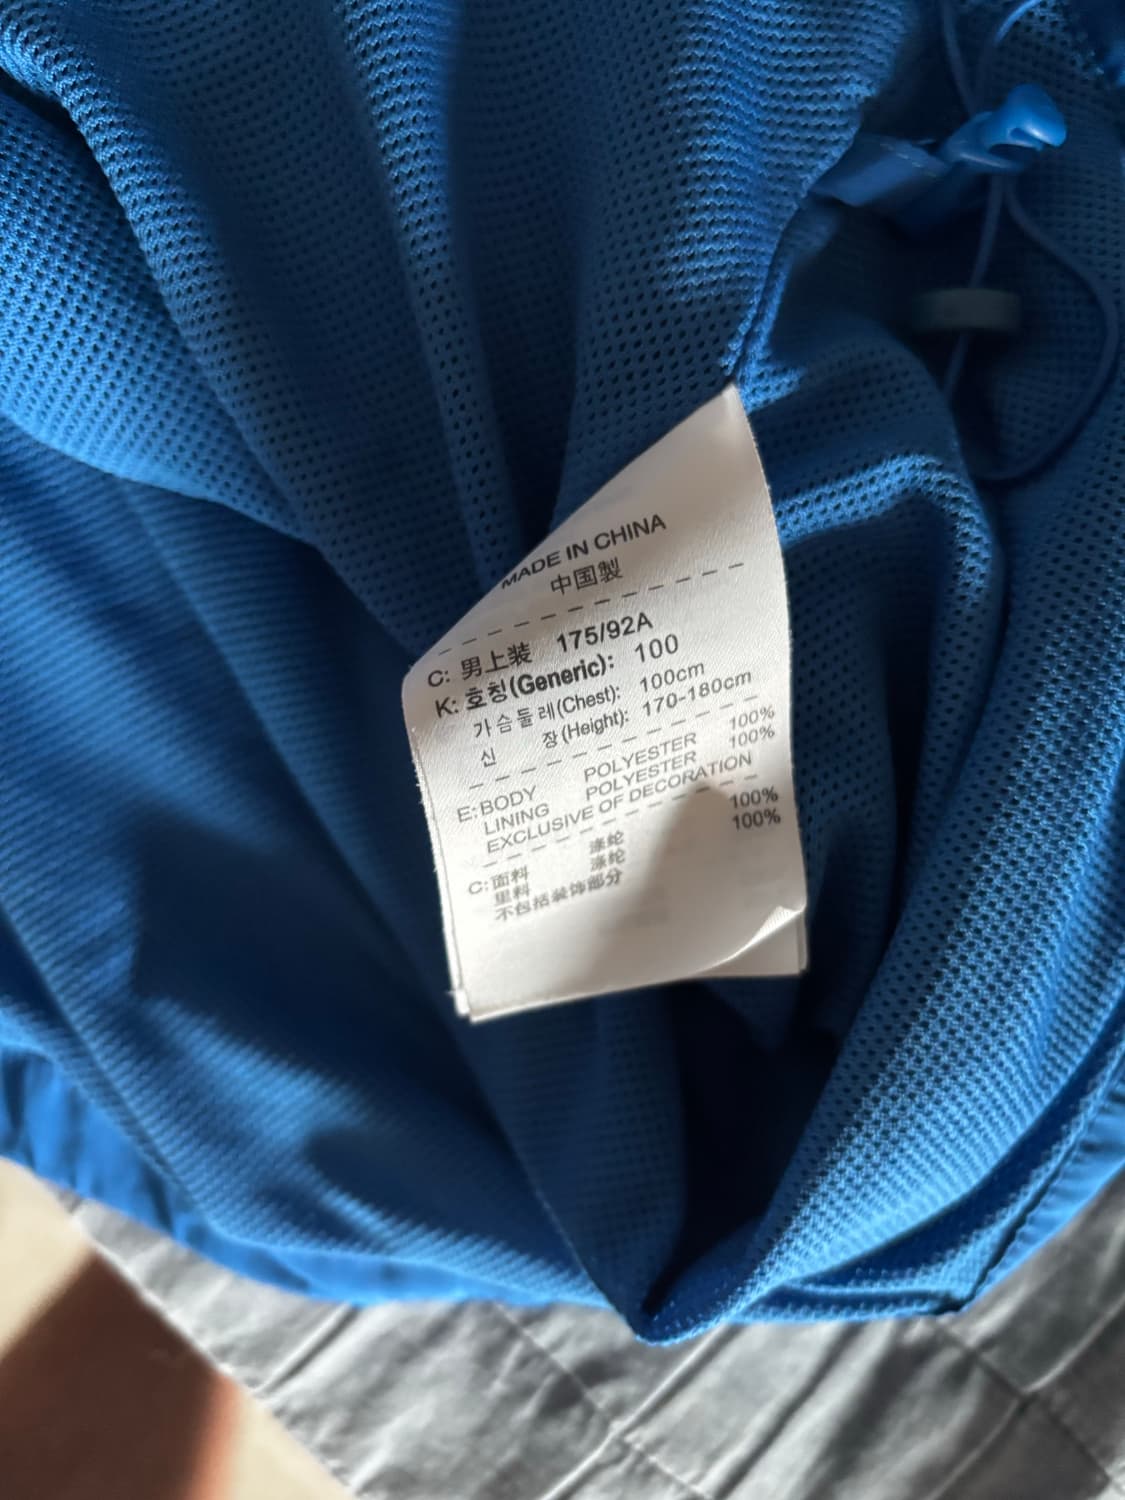 MADE IN CHINA
中国製
C: 男上装 175/92A
K: 호칭(Generic): 100
가슴둘레(Chest): 100cm
신 장(Height): 170-180cm
E: BODY POLYESTER 100%
LINING POLYESTER 100%
EXCLUSIVE OF DECORATION
C: 面料 涤纶 100%
里料 涤纶 100%
不包括装饰部分